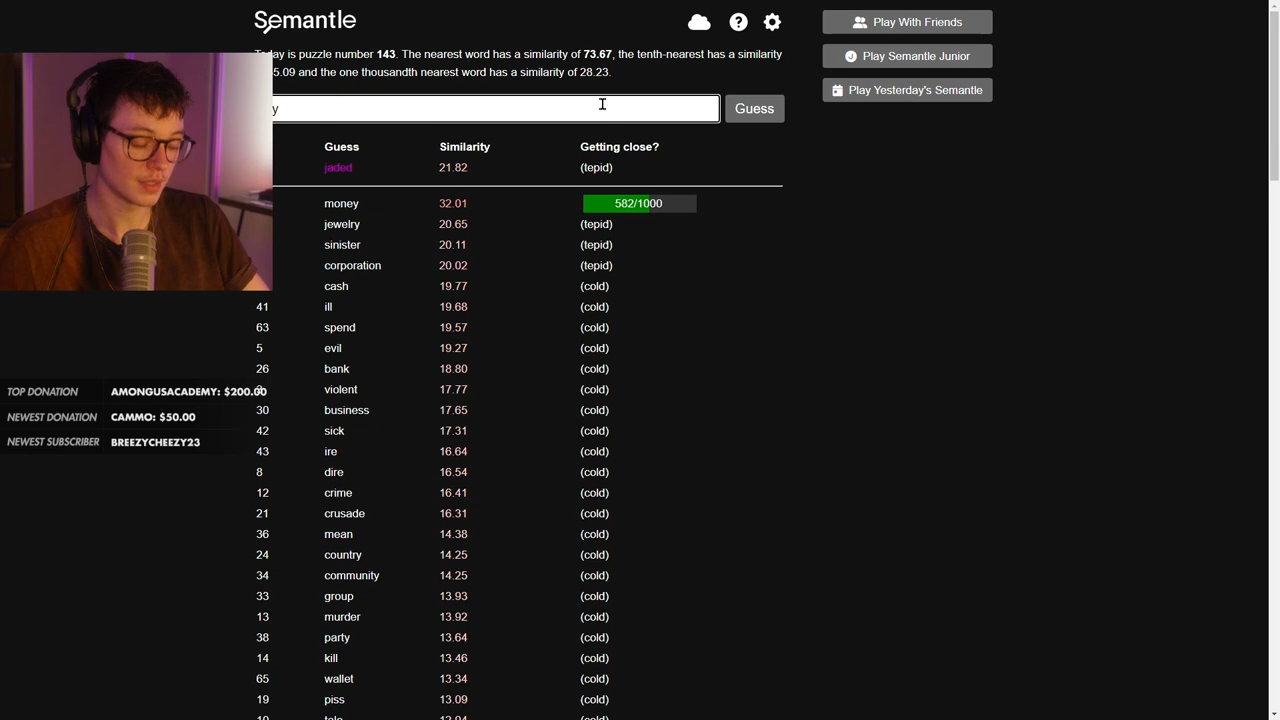 Semantle
Play With Friends
Play Semantle Junior
Play Yesterday's Semantle
Today is puzzle number 143. The nearest word has a similarity of 73.67, the tenth-nearest has a similarity
5.09 and the one thousandth nearest word has a similarity of 28.23.
y
Guess
Guess Similarity Getting close?
jaded 21.82 (tepid)
money 32.01 582/1000
jewelry 20.65 (tepid)
sinister 20.11 (tepid)
corporation 20.02 (tepid)
cash 19.77 (cold)
41 ill 19.68 (cold)
63 spend 19.57 (cold)
5 evil 19.27 (cold)
26 bank 18.80 (cold)
violent 17.77 (cold)
30 business 17.65 (cold)
42 sick 17.31 (cold)
43 ire 16.64 (cold)
8 dire 16.54 (cold)
12 crime 16.41 (cold)
21 crusade 16.31 (cold)
36 mean 14.38 (cold)
24 country 14.25 (cold)
34 community 14.25 (cold)
33 group 13.93 (cold)
13 murder 13.92 (cold)
38 party 13.64 (cold)
14 kill 13.46 (cold)
65 wallet 13.34 (cold)
19 piss 13.09 (cold)
TOP DONATION AMONGUSACADEMY: $200.00
NEWEST DONATION CAMMO: $50.00
NEWEST SUBSCRIBER BREEZYCHEEZY23